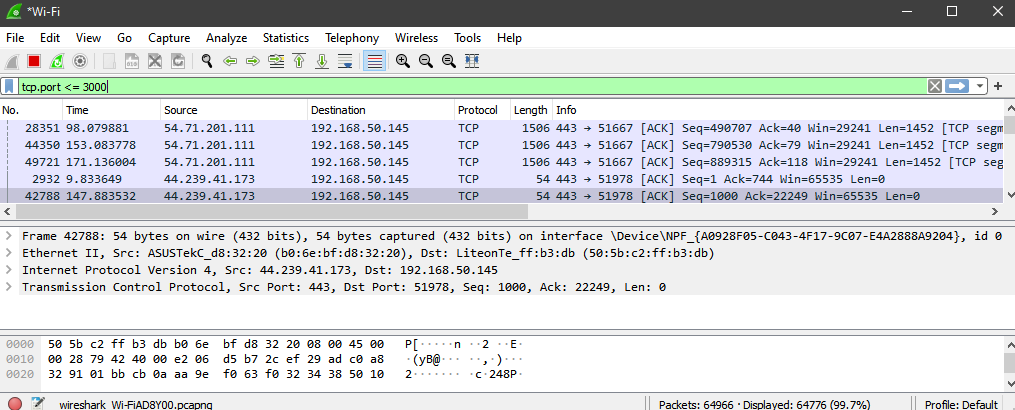 *Wi-Fi
File Edit View Go Capture Analyze Statistics Telephony Wireless Tools Help
tcp.port <= 3000
No. Time Source Destination Protocol Length Info
28351 98.079881 54.71.201.111 192.168.50.145 TCP 1506 443 → 51667 [ACK] Seq=490707 Ack=40 Win=29241 Len=1452 [TCP segm
44350 153.083778 54.71.201.111 192.168.50.145 TCP 1506 443 → 51667 [ACK] Seq=790530 Ack=79 Win=29241 Len=1452 [TCP segm
49721 171.136004 54.71.201.111 192.168.50.145 TCP 1506 443 → 51667 [ACK] Seq=889315 Ack=118 Win=29241 Len=1452 [TCP seg
2932 9.833649 44.239.41.173 192.168.50.145 TCP 54 443 → 51978 [ACK] Seq=1 Ack=744 Win=65535 Len=0
42788 147.883532 44.239.41.173 192.168.50.145 TCP 54 443 → 51978 [ACK] Seq=1000 Ack=22249 Win=65535 Len=0
Frame 42788: 54 bytes on wire (432 bits), 54 bytes captured (432 bits) on interface \Device\NPF_{A0928F05-C043-4F17-9C07-E4A2888A9204}, id 0
Ethernet II, Src: ASUSTekC_d8:32:20 (b0:6e:bf:d8:32:20), Dst: LiteonTe_ff:b3:db (50:5b:c2:ff:b3:db)
Internet Protocol Version 4, Src: 44.239.41.173, Dst: 192.168.50.145
Transmission Control Protocol, Src Port: 443, Dst Port: 51978, Seq: 1000, Ack: 22249, Len: 0
0000 50 5b c2 ff b3 db b0 6e bf d8 32 20 08 00 45 00 P[·····n ··2 ··E·
0010 00 28 79 42 40 00 e2 06 d5 b7 2c ef 29 ad c0 a8 ·(yB@··· ··,·)···
0020 32 91 01 bb cb 0a aa 9e f0 63 f0 32 34 38 50 10 2······· ·c·248P·
wireshark_Wi-FiAD8Y00.pcapng Packets: 64966 · Displayed: 64776 (99.7%) Profile: Default